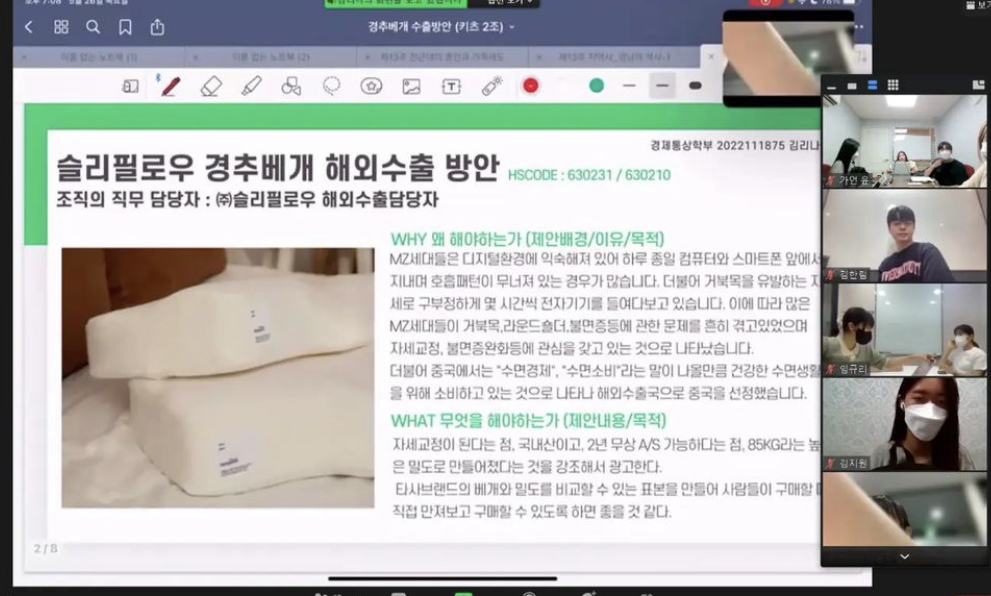 경추베개 수출방안 (키즈 2조)
이름 없는 노트북 (1)
이름 없는 노트북 (2)
경제통상학부 2022111875 김리나
슬리필로우 경추베개 해외수출 방안 HSCODE : 630231 / 630210
조직의 직무 담당자 : ㈜슬리필로우 해외수출담당자
WHY 왜 해야하는가 (제안배경/이유/목적)
MZ세대들은 디지털환경에 익숙해져 있어 하루 종일 컴퓨터와 스마트폰 앞에서
지내며 호흡패턴이 무너져 있는 경우가 많습니다. 더불어 거북목을 유발하는 자
세로 구부정하게 몇 시간씩 전자기기를 들여다보고 있습니다. 이에 따라 많은
MZ세대들이 거북목,라운드숄더,불면증등에 관한 문제를 흔히 겪고있었으며
자세교정, 불면증완화등에 관심을 갖고 있는 것으로 나타났습니다.
더불어 중국에서는 "수면경제", "수면소비"라는 말이 나올만큼 건강한 수면생활
을 위해 소비하고 있는 것으로 나타나 해외수출국으로 중국을 선정했습니다.
WHAT 무엇을 해야하는가 (제안내용/목적)
자세교정이 된다는 점, 국내산이고, 2년 무상 A/S 가능하다는 점, 85KG라는 높
은 밀도로 만들어졌다는 것을 강조해서 광고한다.
타사브랜드의 베개와 밀도를 비교할 수 있는 표본을 만들어 사람들이 구매할 때
직접 만져보고 구매할 수 있도록 하면 좋을 것 같다.
2 / 8
가연 윤
김한림
임규리
김지원